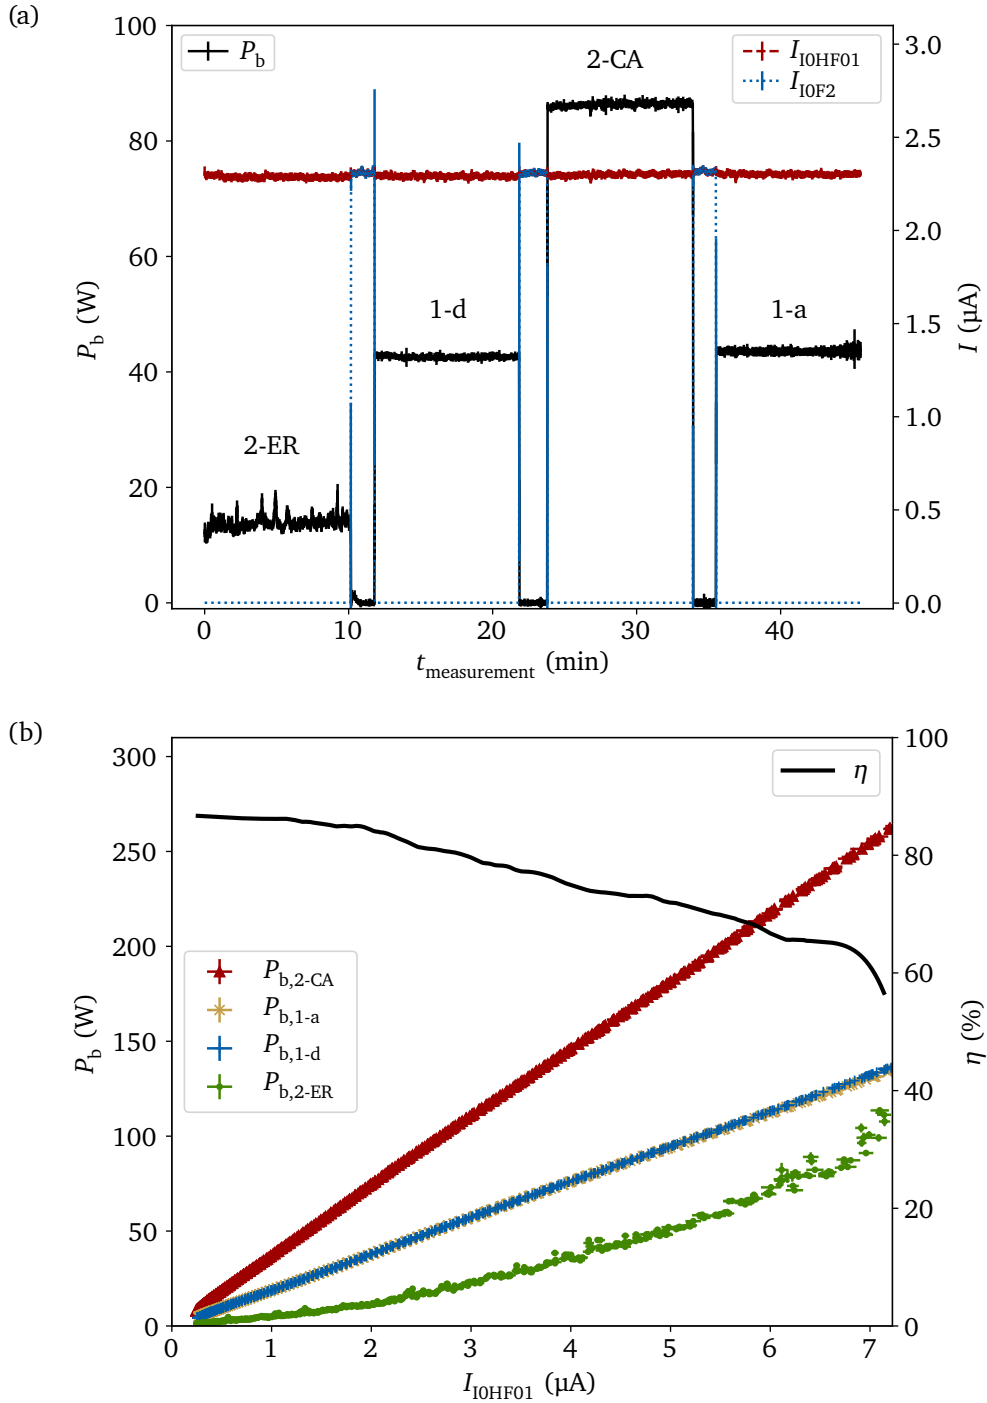 (a)
100
80
60
40
20
0
P_b (W)
P_b
2-CA
I_I0HF01
I_I0F2
1-d
1-a
2-ER
3.0
2.5
2.0
1.5
1.0
0.5
0.0
I (μA)
0 10 20 30 40
t_measurement (min)
(b)
300
250
200
150
100
50
0
P_b (W)
η
P_b,2-CA
P_b,1-a
P_b,1-d
P_b,2-ER
100
80
60
40
20
0
η (%)
0 1 2 3 4 5 6 7
I_I0HF01 (μA)